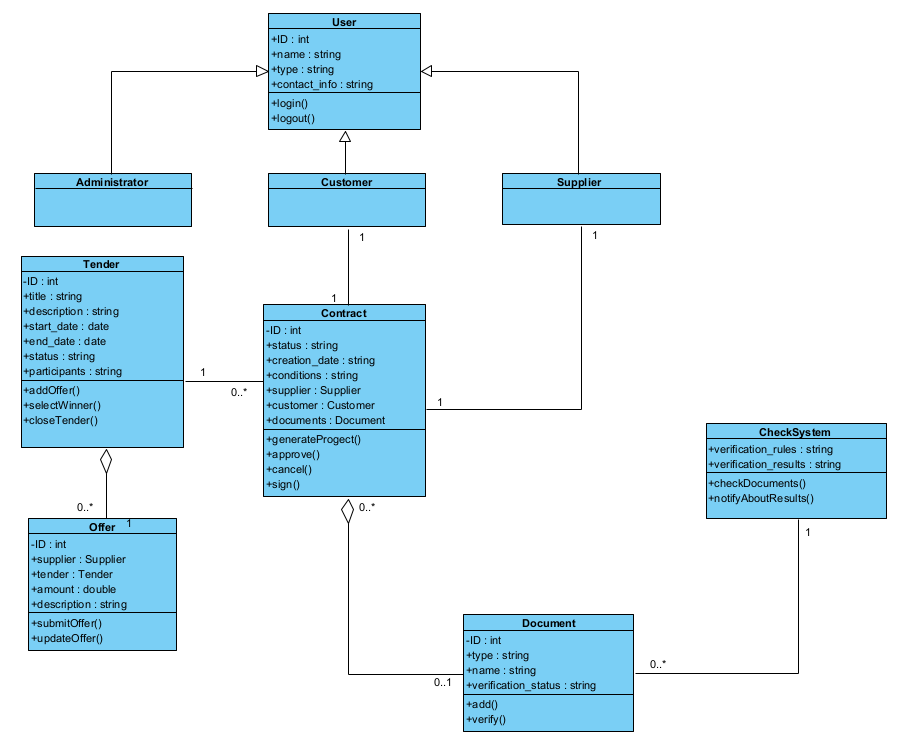 User
+ID : int
+name : string
+type : string
+contact_info : string
+login()
+logout()
Administrator
Customer
Supplier
1
1
1
Tender
-ID : int
+title : string
+description : string
+start_date : date
+end_date : date
+status : string
+participants : string
+addOffer()
+selectWinner()
+closeTender()
1
0..*
Contract
-ID : int
+status : string
+creation_date : string
+conditions : string
+supplier : Supplier
+customer : Customer
+documents : Document
+generateProgect()
+approve()
+cancel()
+sign()
1
CheckSystem
+verification_rules : string
+verification_results : string
+checkDocuments()
+notifyAboutResults()
1
0..*
1
Offer
-ID : int
+supplier : Supplier
+tender : Tender
+amount : double
+description : string
+submitOffer()
+updateOffer()
0..*
0..1
Document
-ID : int
+type : string
+name : string
+verification_status : string
+add()
+verify()
0..*